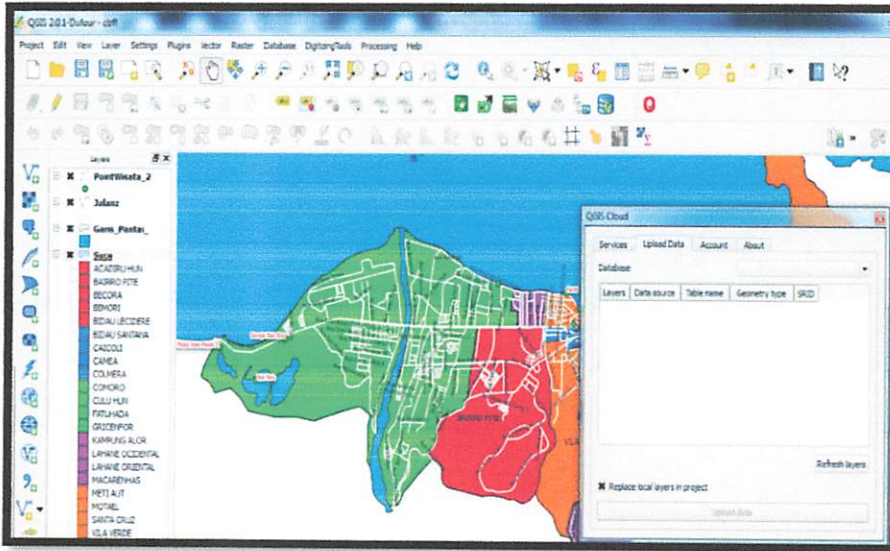 QGIS 2.0.1-Dufour -
Project Edit View Layer Settings Plugins Vector Raster Database DigitizingTools Processing Help
Layers
PointWisata_2
Jalanz
Garis_Pantai_
ACADIRU HUN
BAIRRO PITE
BECORA
BEMORI
BIDAU LECIDERE
BIDAU SANTANA
CAICOLI
CAMEA
COLMERA
COMORO
CULU HUN
FATUHADA
GRICENFOR
KAMPUNG ALOR
LAHANE OCIDENTAL
LAHANE ORIENTAL
MACARENHAS
METI AUT
MOTAEL
SANTA CRUZ
VILA VERDE
BAIRRO PITE
VILA
QGIS Cloud
Services Upload Data Account About
Database
Layers Data source Table name Geometry type SRID
Refresh layers
Replace local layers in project
Upload data